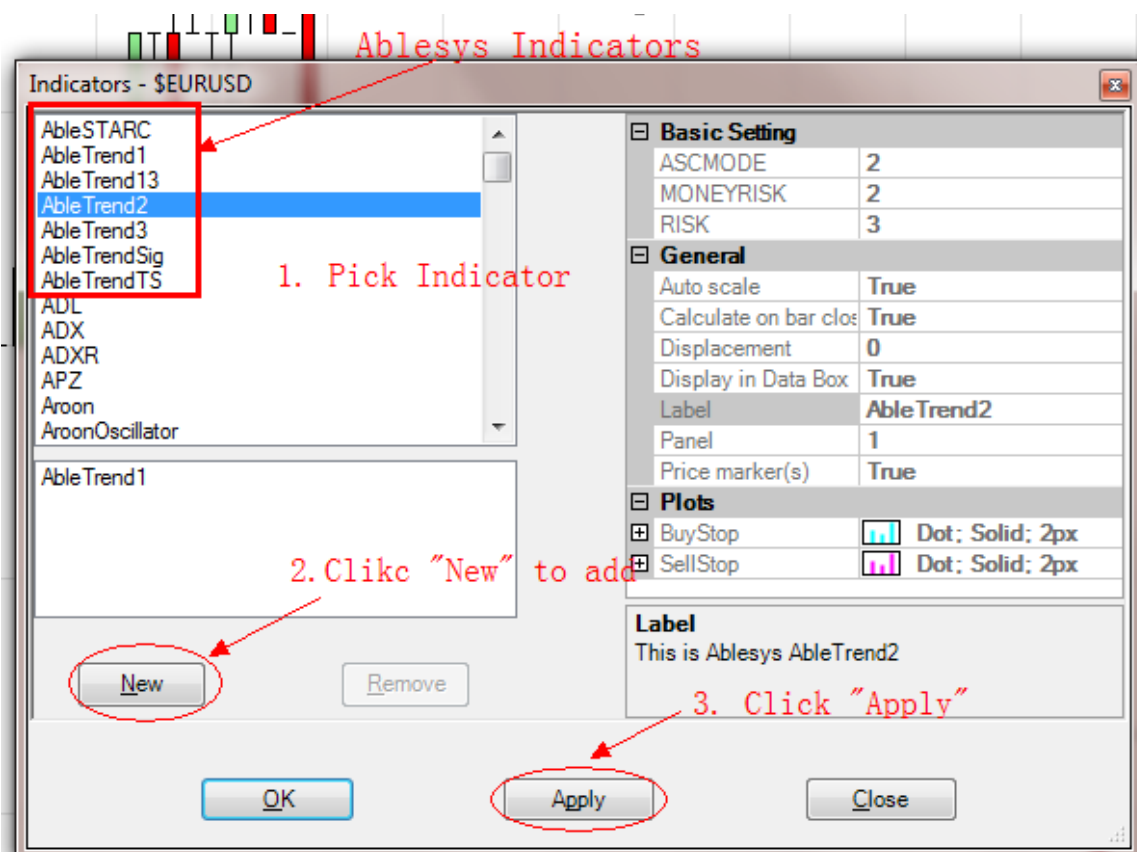 Ablesys Indicators
Indicators - $EURUSD
AbleSTARC
AbleTrend1
AbleTrend13
AbleTrend2
AbleTrend3
AbleTrendSig
AbleTrendTS
ADL
ADX
ADXR
APZ
Aroon
AroonOscillator
1. Pick Indicator
AbleTrend1
2.Clikc "New" to add
New
Remove
Basic Setting
ASCMODE 2
MONEYRISK 2
RISK 3
General
Auto scale True
Calculate on bar clos True
Displacement 0
Display in Data Box True
Label AbleTrend2
Panel 1
Price marker(s) True
Plots
BuyStop Dot; Solid; 2px
SellStop Dot; Solid; 2px
Label
This is Ablesys AbleTrend2
3. Click "Apply"
OK
Apply
Close